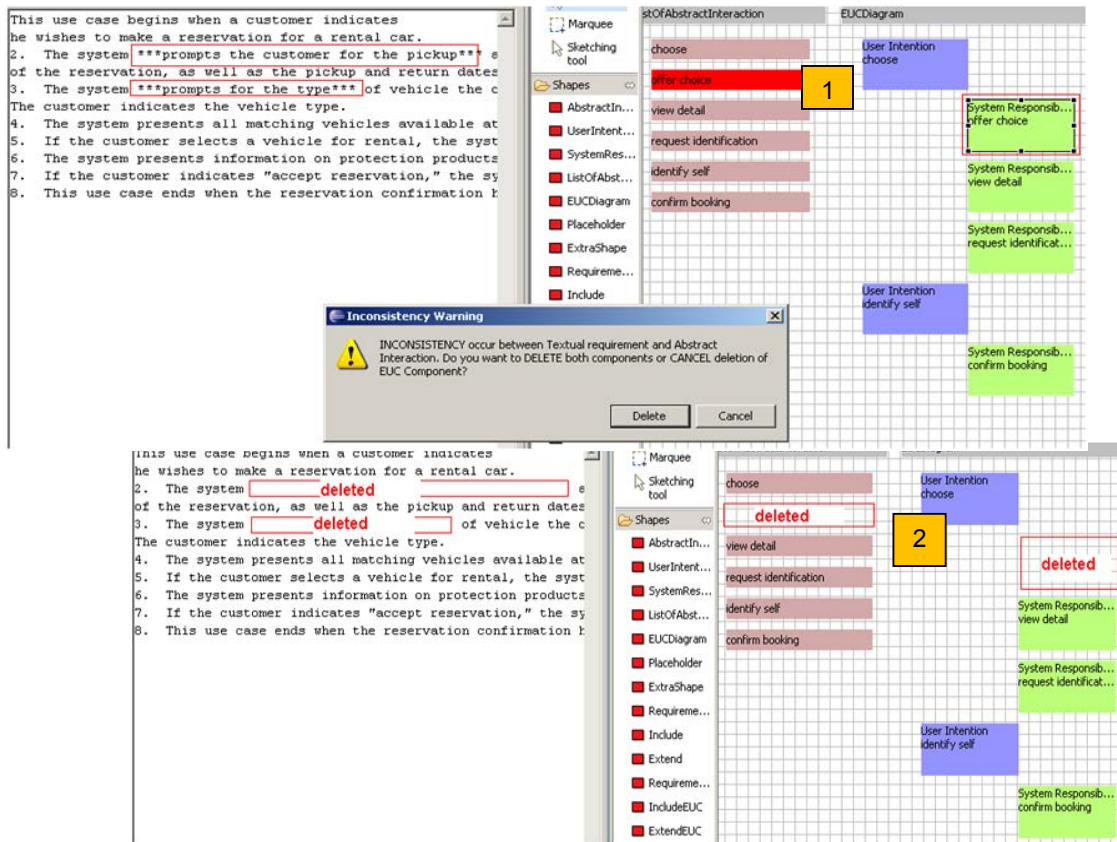 This use case begins when a customer indicates
he wishes to make a reservation for a rental car.
2. The system ***prompts the customer for the pickup***
of the reservation, as well as the pickup and return dates
3. The system ***prompts for the type*** of vehicle the
The customer indicates the vehicle type.
4. The system presents all matching vehicles available at
5. If the customer selects a vehicle for rental, the syst
6. The system presents information on protection products
7. If the customer indicates "accept reservation," the sy
8. This use case ends when the reservation confirmation
Marquee
Sketching
tool
Shapes
AbstractIn...
UserIntent...
SystemRes...
ListOfAbst...
EUCDiagram
Placeholder
ExtraShape
Requireme...
Include
stOfAbstractInteraction
choose
offer choice
view detail
request identification
identify self
confirm booking
1
EUCDiagram
User Intention
choose
System Responsib...
offer choice
System Responsib...
view detail
System Responsib...
request identificat...
User Intention
identify self
System Responsib...
confirm booking
Inconsistency Warning
INCONSISTENCY occur between Textual requirement and Abstract
Interaction. Do you want to DELETE both components or CANCEL deletion of
EUC Component?
Delete
Cancel
This use case begins when a customer indicates
he wishes to make a reservation for a rental car.
2. The system deleted
of the reservation, as well as the pickup and return dates
3. The system deleted of vehicle the
The customer indicates the vehicle type.
4. The system presents all matching vehicles available at
5. If the customer selects a vehicle for rental, the syst
6. The system presents information on protection products
7. If the customer indicates "accept reservation," the sy
8. This use case ends when the reservation confirmation
Marquee
Sketching
tool
Shapes
AbstractIn...
UserIntent...
SystemRes...
ListOfAbst...
EUCDiagram
Placeholder
ExtraShape
Requireme...
Include
Extend
Requireme...
IncludeEUC
ExtendEUC
choose
deleted
view detail
request identification
identify self
confirm booking
2
User Intention
choose
deleted
System Responsib...
view detail
System Responsib...
request identificat...
User Intention
identify self
System Responsib...
confirm booking